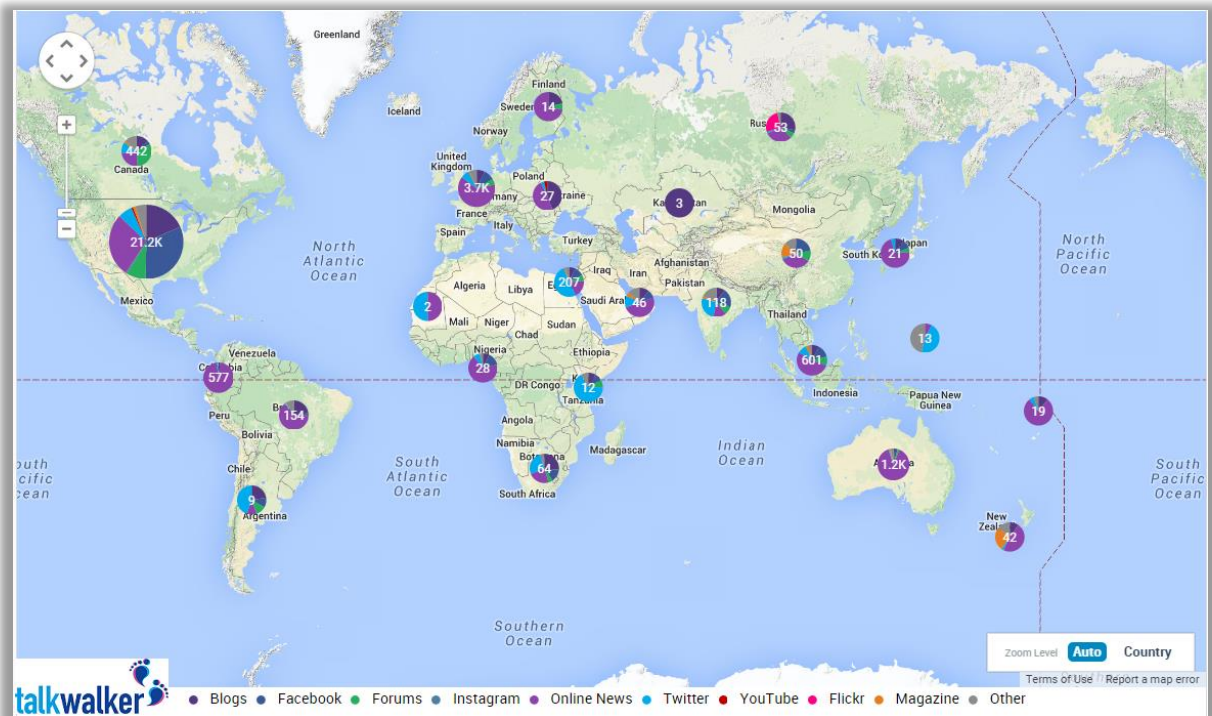 Greenland
Iceland
Finland
Sweden
14
Norway
53
442
Canada
United
Kingdom
Poland
3.7K
27
3
Mongolia
France
Spain
Italy
Turkey
21.2K
North
Atlantic
Ocean
Afghanistan
Iraq
Iran
Pakistan
50
21
North
Pacific
Ocean
Algeria
Libya
207
46
118
Mexico
2
Mali
Niger
Chad
Sudan
Thailand
13
Venezuela
Nigeria
Ethiopia
577
28
601
DR Congo
12
Indonesia
Papua New
Guinea
Peru
154
19
Bolivia
Angola
Namibia
Madagascar
Indian
Ocean
1.2K
South
Pacific
Ocean
Chile
South
Atlantic
Ocean
64
South Africa
9
Argentina
New
42
Southern
Ocean
Zoom Level Auto Country
Terms of Use Report a map error
talkwalker
Blogs Facebook Forums Instagram Online News Twitter YouTube Flickr Magazine Other